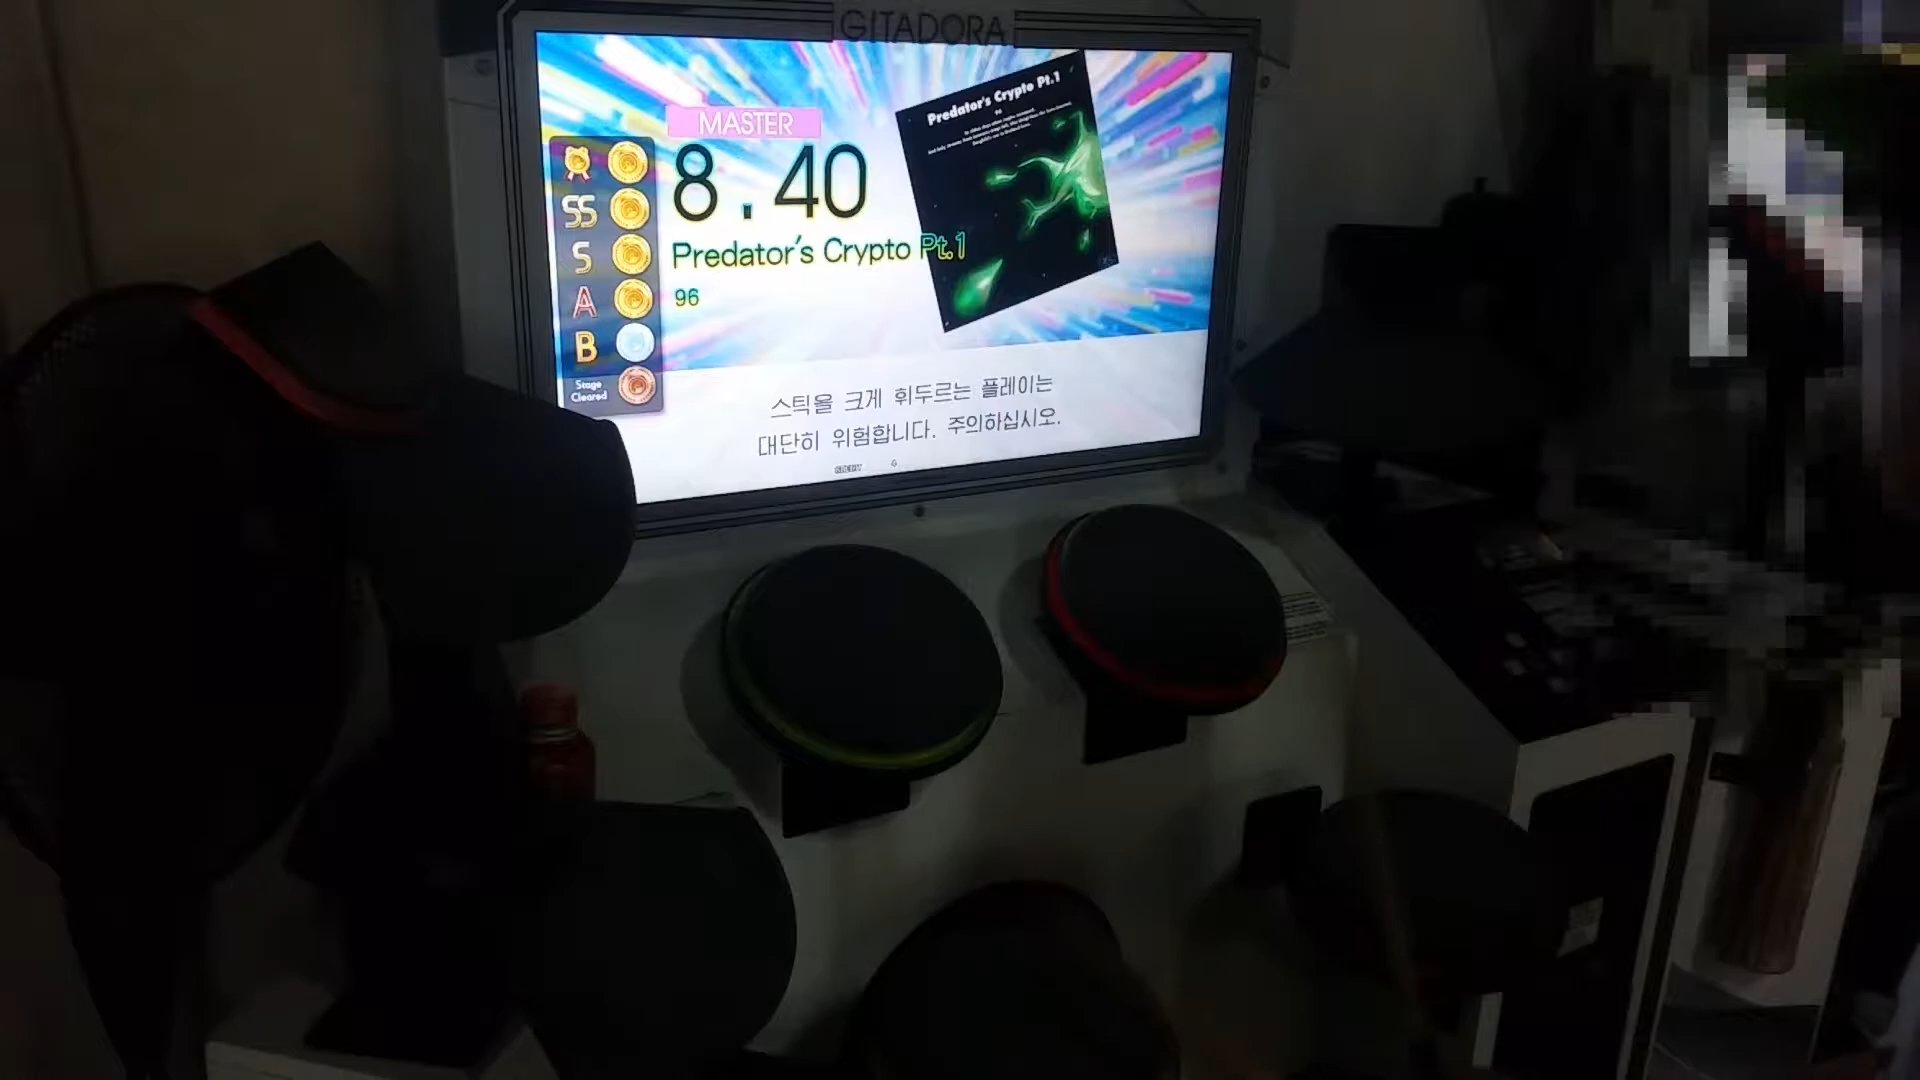 GITADORA
MASTER
8.40
Predator's Crypto Pt.1
96
SS
S
A
B
Stage
Cleared
Predator's Crypto Pt.1
96
스틱을 크게 휘두르는 플레이는
대단히 위험합니다. 주의하십시오.